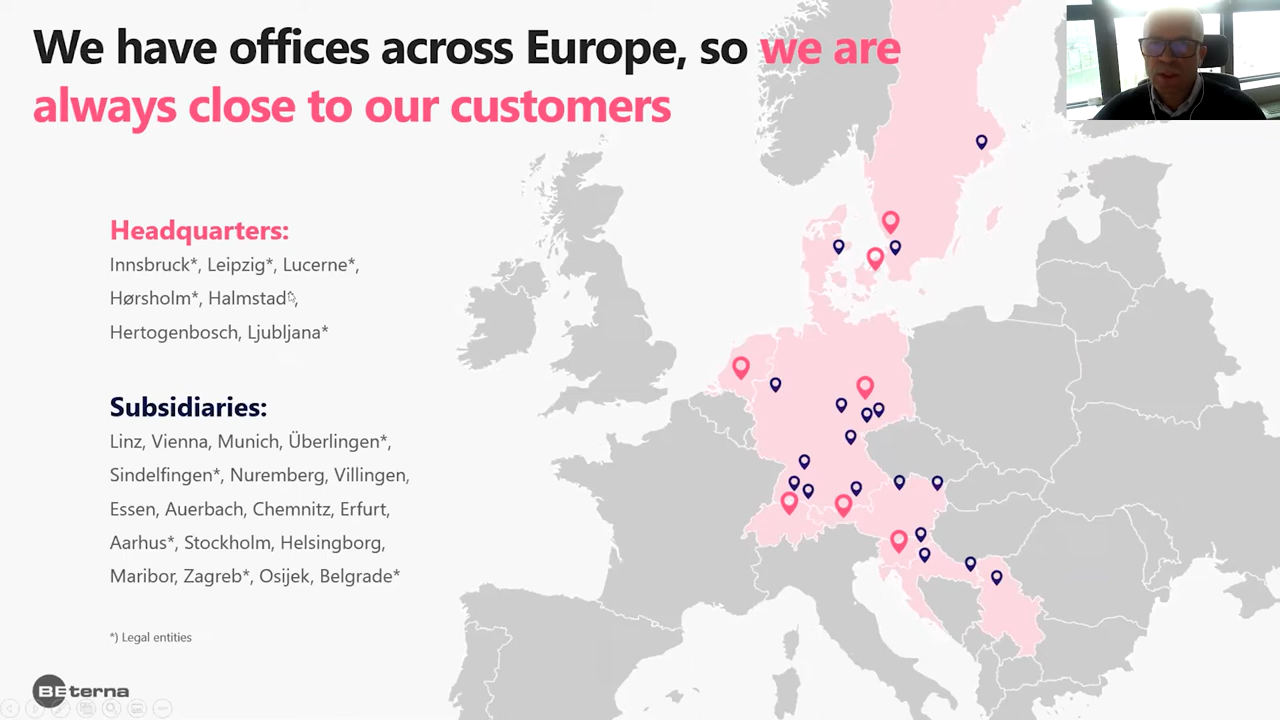 We have offices across Europe, so we are
always close to our customers
Headquarters:
Innsbruck*, Leipzig*, Lucerne*,
Hørsholm*, Halmstad*,
Hertogenbosch, Ljubljana*
Subsidiaries:
Linz, Vienna, Munich, Überlingen*,
Sindelfingen*, Nuremberg, Villingen,
Essen, Auerbach, Chemnitz, Erfurt,
Aarhus*, Stockholm, Helsingborg,
Maribor, Zagreb*, Osijek, Belgrade*
*) Legal entities
BEterna